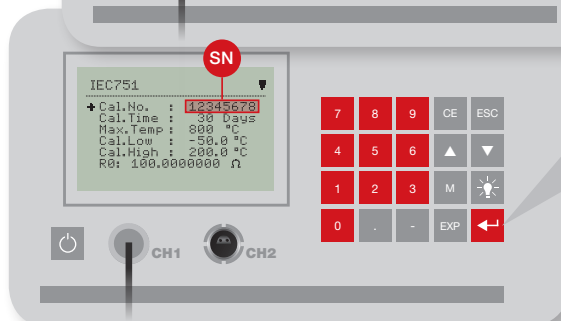 SN
IEC751
Cal.No. : 12345678
Cal.Time : 30 Days
Max.Temp: 800 °C
Cal.Low : -50.0 °C
Cal.High : 200.0 °C
R0: 100.0000000 Ω
7 8 9 CE ESC
4 5 6
1 2 3 M
0 . - EXP
CH1 CH2